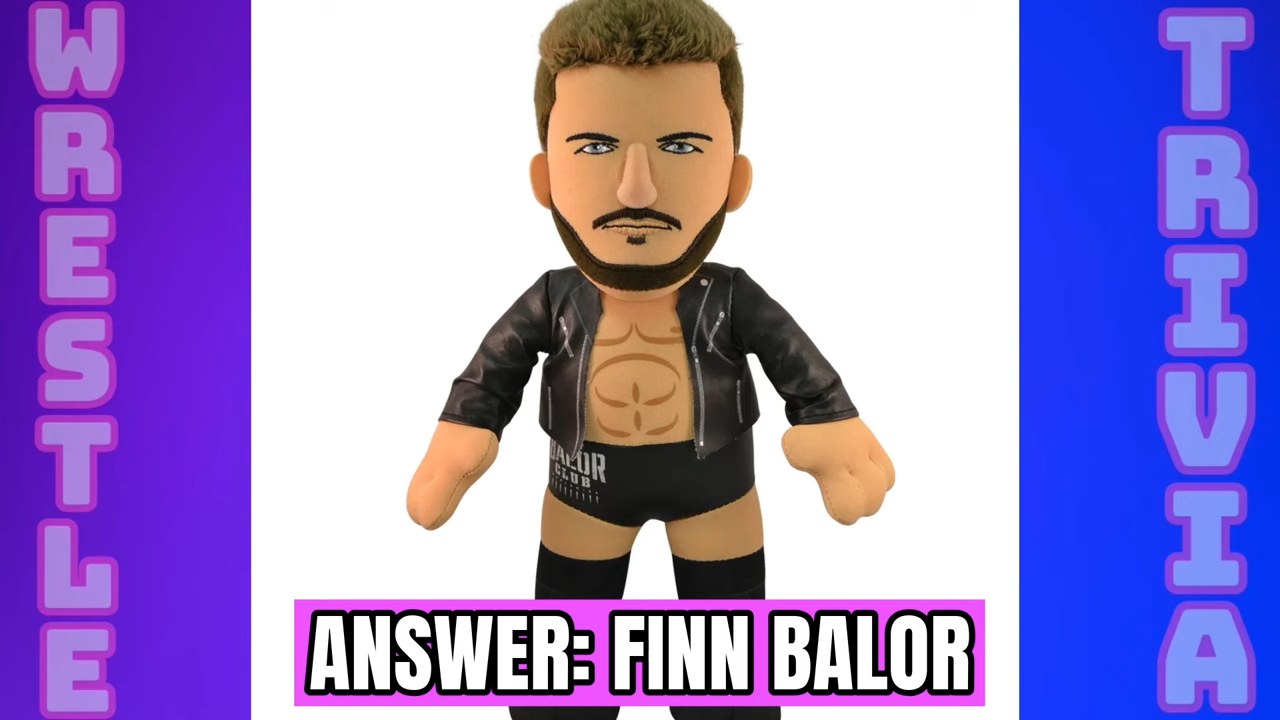 WRESTLE
BALOR
CLUB
ANSWER: FINN BALOR
TRIVIA